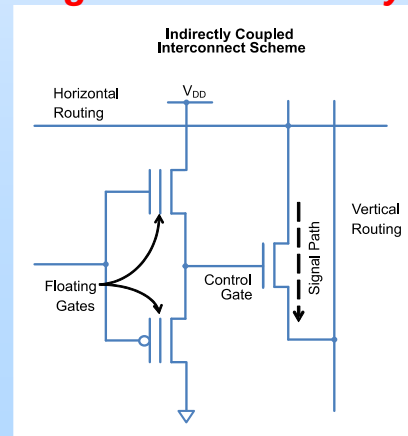 Indirectly Coupled
Interconnect Scheme
Horizontal
Routing
VDD
Vertical
Routing
Signal Path
Control
Gate
Floating
Gates